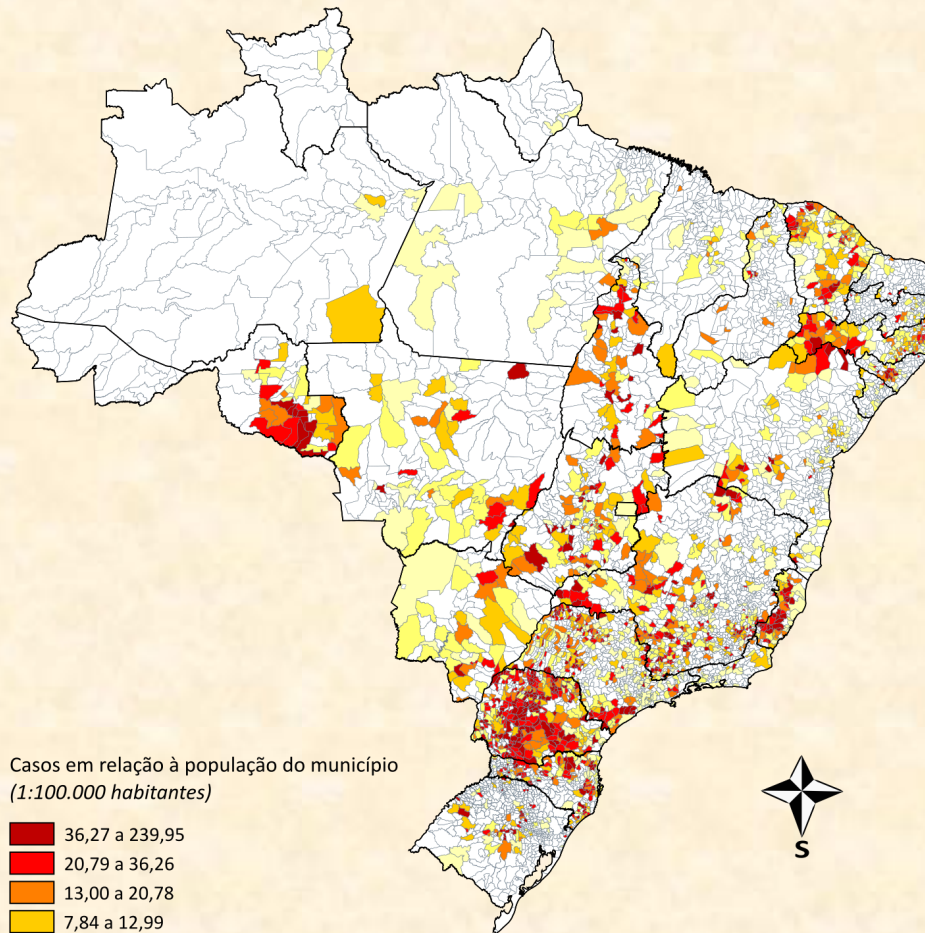 Casos em relação à população do município
(1:100.000 habitantes)
36,27 a 239,95
20,79 a 36,26
13,00 a 20,78
7,84 a 12,99
S